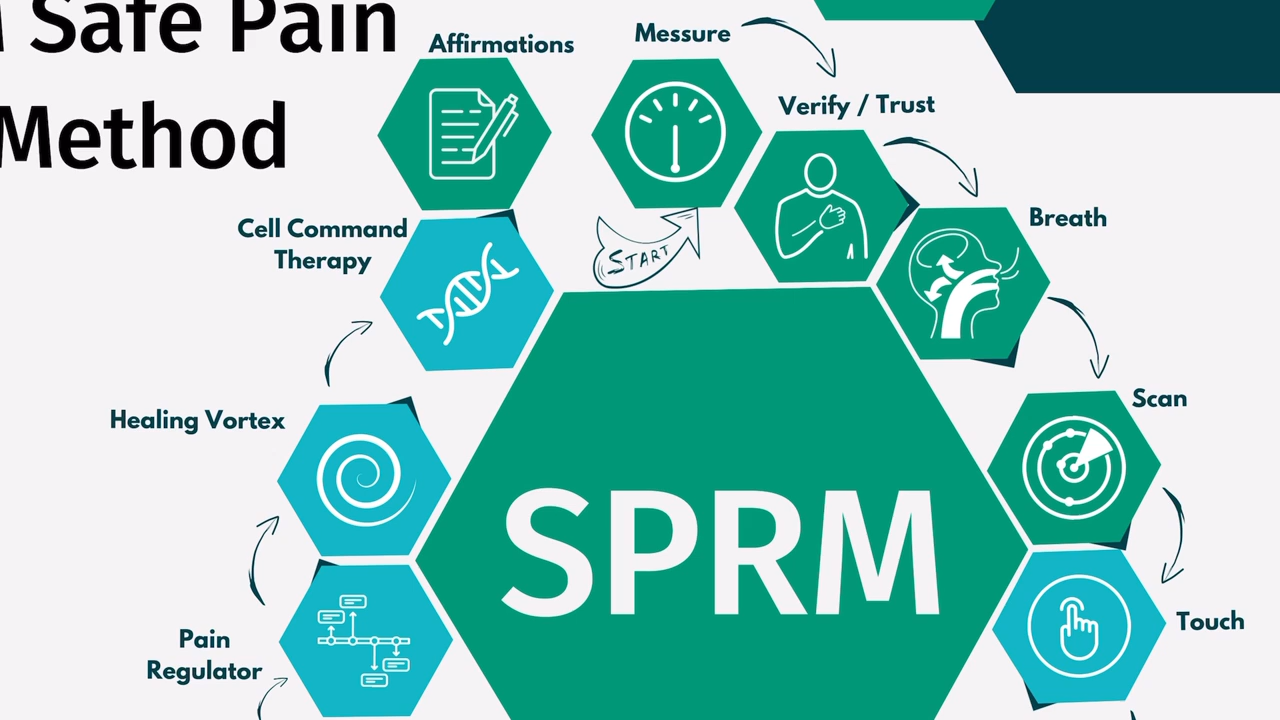 Safe Pain
Method
Affirmations
Messure
Verify / Trust
Breath
Cell Command
Therapy
START
Healing Vortex
Scan
SPRM
Touch
Pain
Regulator